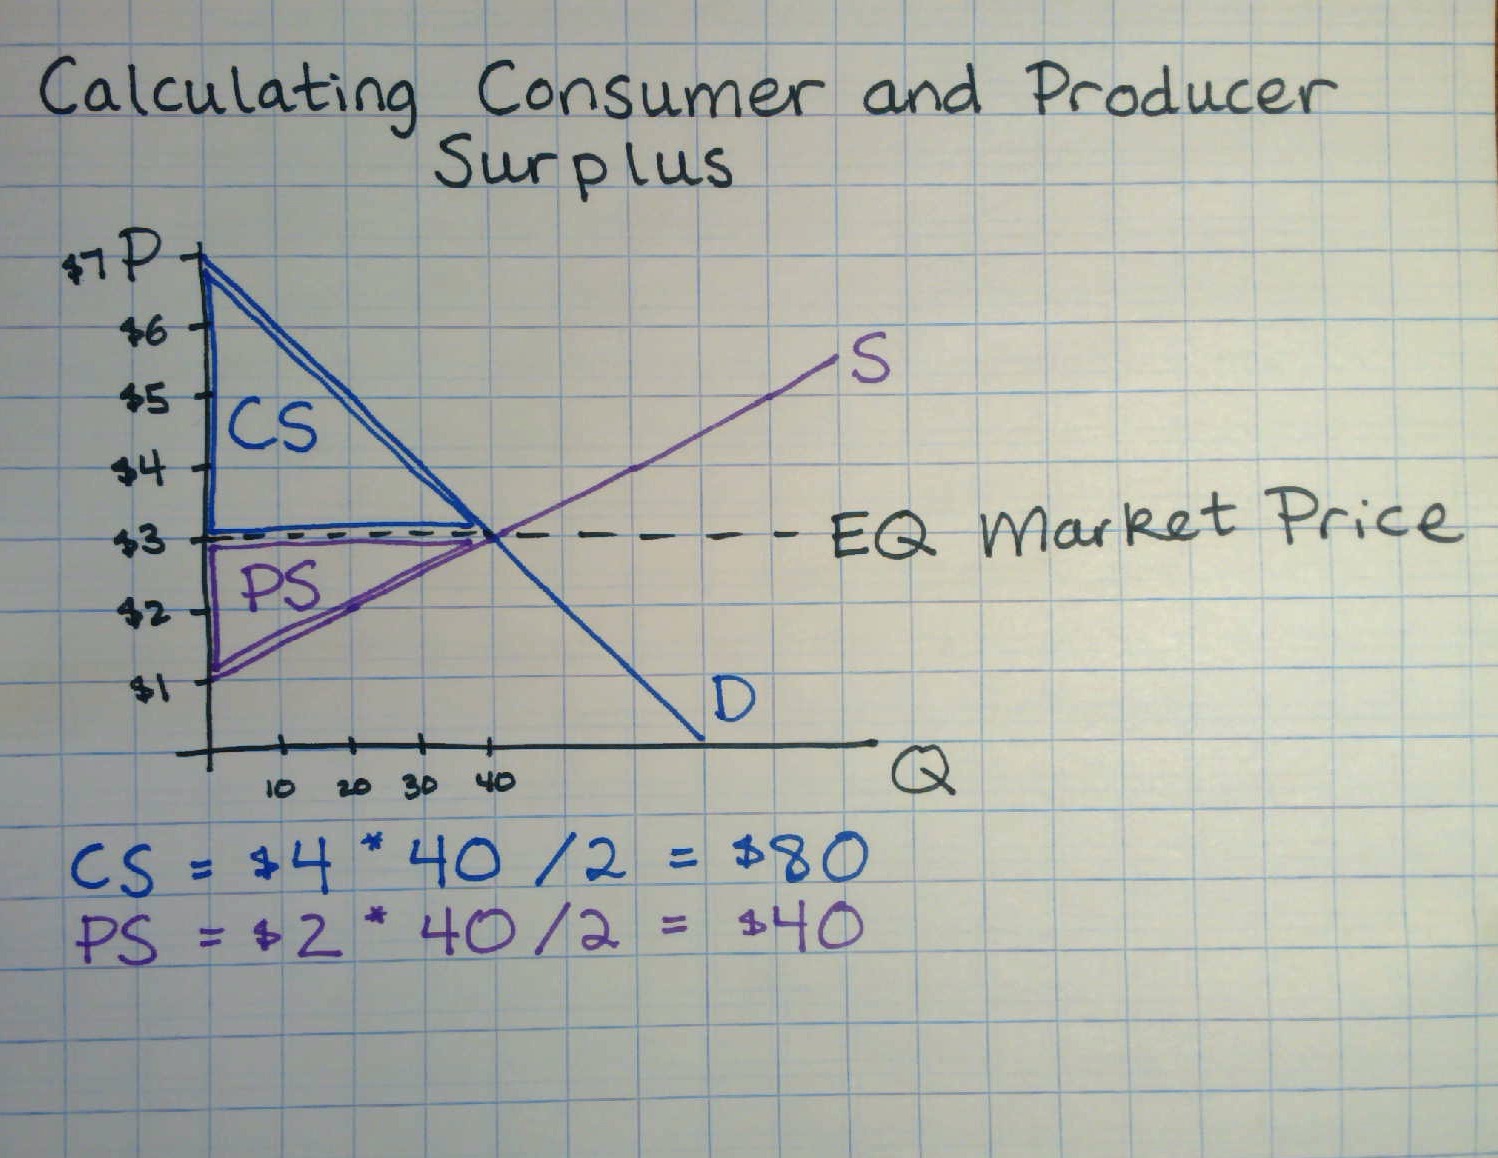 Calculating Consumer and Producer
Surplus
$7 P
$6
S
$5
CS
$4
$3
EQ Market Price
PS
$2
$1
D
10 20 30 40
Q
CS = $4 * 40 / 2 = $80
PS = $2 * 40 / 2 = $40